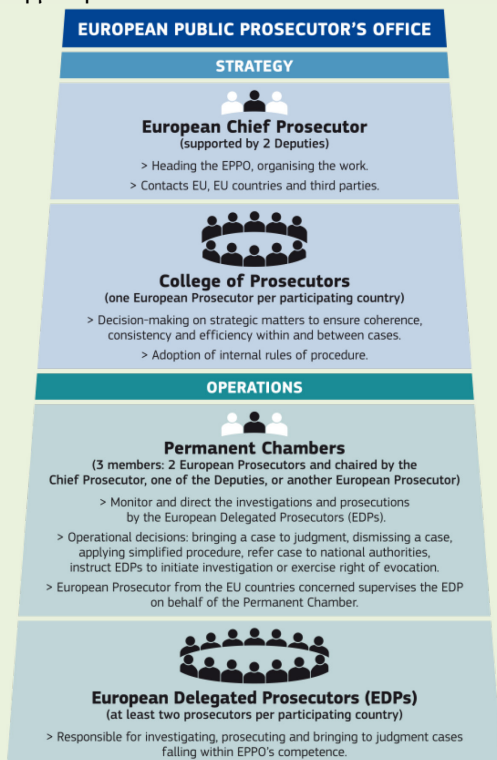 EUROPEAN PUBLIC PROSECUTOR'S OFFICE
STRATEGY
European Chief Prosecutor
(supported by 2 Deputies)
> Heading the EPPO, organising the work.
> Contacts EU, EU countries and third parties.
College of Prosecutors
(one European Prosecutor per participating country)
> Decision-making on strategic matters to ensure coherence,
consistency and efficiency within and between cases.
> Adoption of internal rules of procedure.
OPERATIONS
Permanent Chambers
(3 members: 2 European Prosecutors and chaired by the
Chief Prosecutor, one of the Deputies, or another European Prosecutor)
> Monitor and direct the investigations and prosecutions
by the European Delegated Prosecutors (EDPs).
> Operational decisions: bringing a case to judgment, dismissing a case,
applying simplified procedure, refer case to national authorities,
instruct EDPs to initiate investigation or exercise right of evocation.
> European Prosecutor from the EU countries concerned supervises the EDP
on behalf of the Permanent Chamber.
European Delegated Prosecutors (EDPs)
(at least two prosecutors per participating country)
> Responsible for investigating, prosecuting and bringing to judgment cases
falling within EPPO's competence.